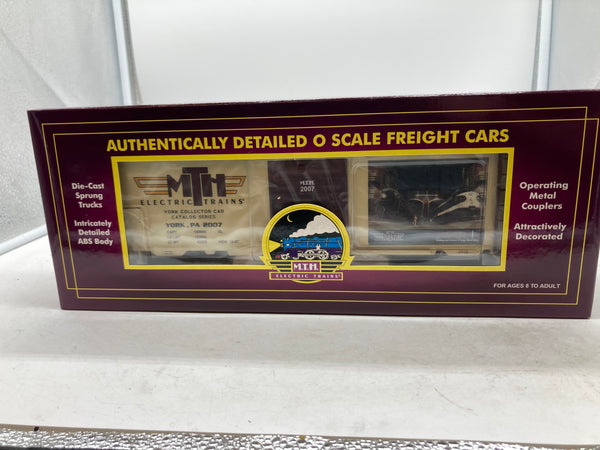 AUTHENTICALLY DETAILED O SCALE FREIGHT CARS
Die-Cast
Sprung
Trucks
Intricately
Detailed
ABS Body
MTH
ELECTRIC TRAINS
YORK COLLECTOR CAR
CATALOG SERIES
YORK, PA 2007
M.T.H.
2007
M.T.H.
ELECTRIC TRAINS
Operating
Metal
Couplers
Attractively
Decorated
FOR AGES 8 TO ADULT